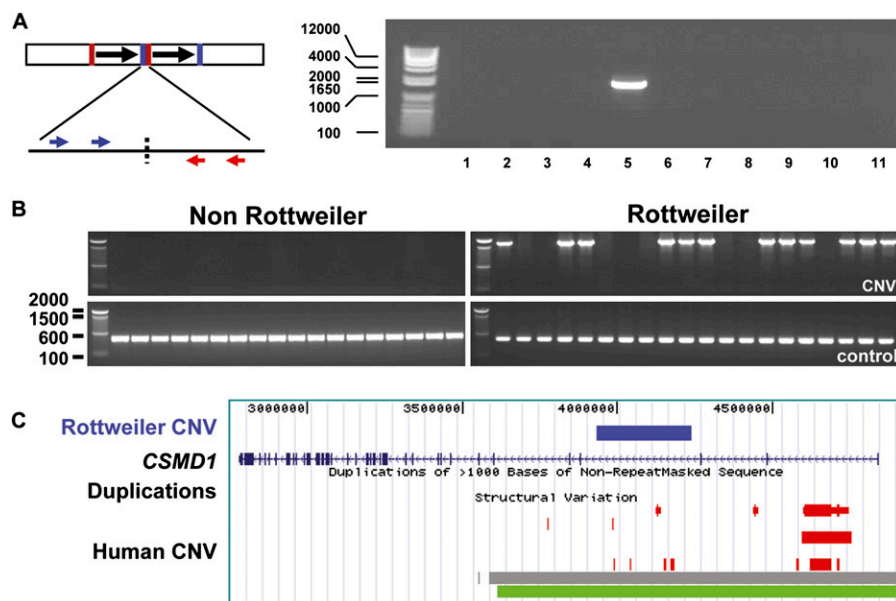 A
12000
4000
2000
1650
1000
100
1 2 3 4 5 6 7 8 9 10 11
B
Non Rottweiler
Rottweiler
CNV
2000
1500
600
100
control
C
3000000 3500000 4000000 4500000
Rottweiler CNV
CSMD1
Duplications of >1000 Bases of Non-RepeatMasked Sequence
Duplications
Structural Variation
Human CNV